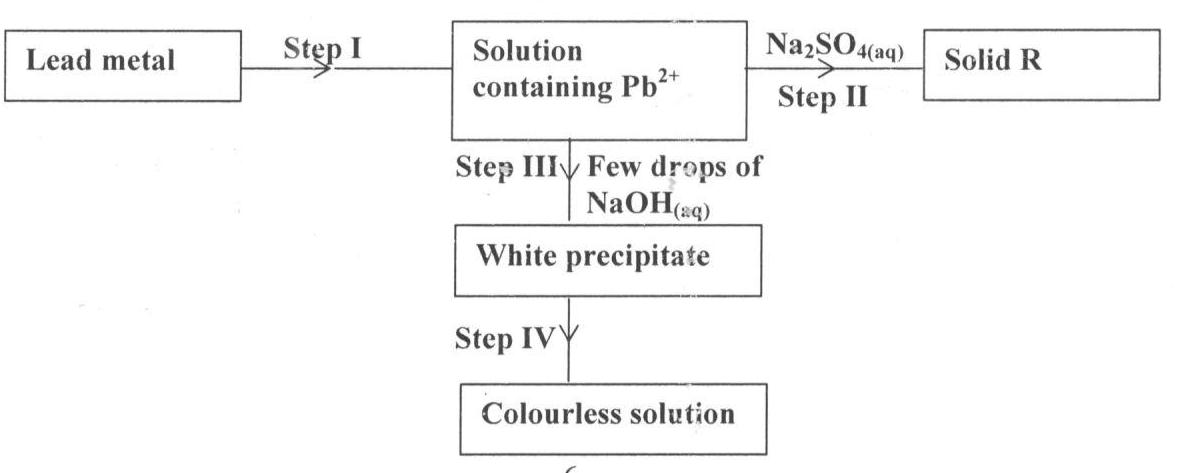 Lead metal
Step I
Solution
containing Pb²⁺
Na₂SO₄(aq)
Step II
Solid R
Step III
Few drops of
NaOH(aq)
White precipitate
Step IV
Colourless solution